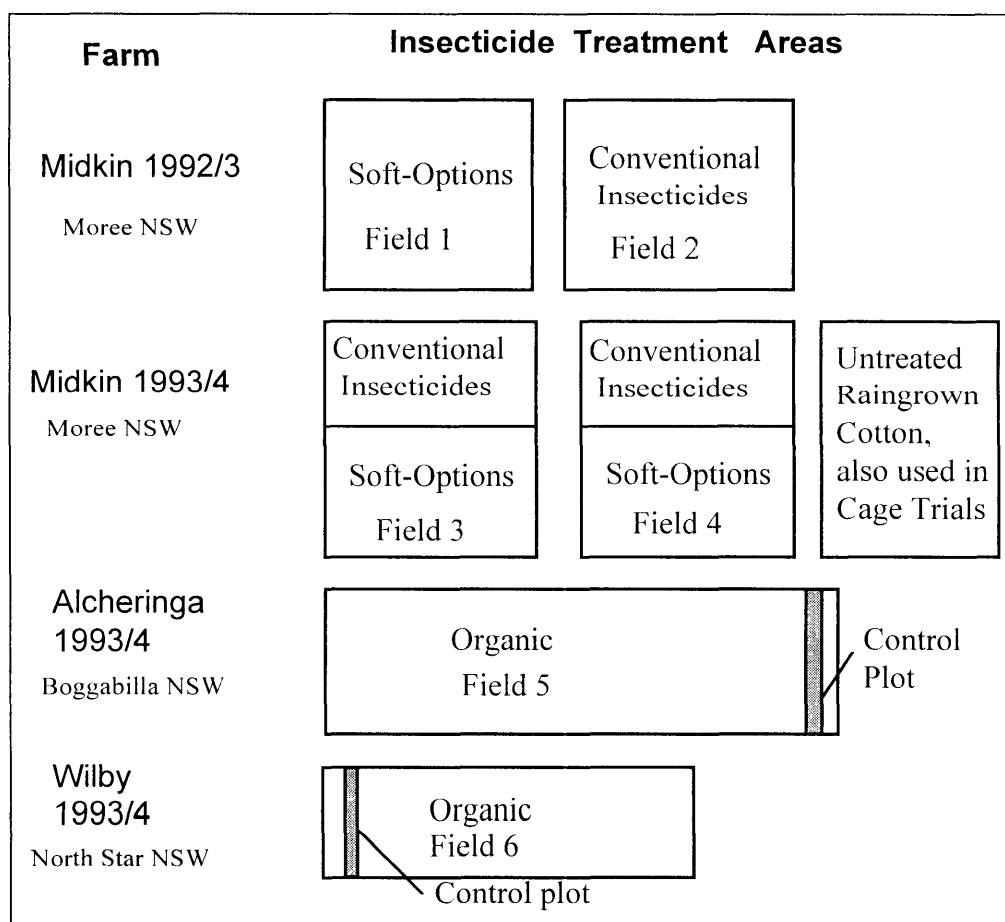 Farm
Insecticide Treatment Areas
Midkin 1992/3
Moree NSW
Soft-Options
Field 1
Conventional
Insecticides
Field 2
Midkin 1993/4
Moree NSW
Conventional
Insecticides
Soft-Options
Field 3
Conventional
Insecticides
Soft-Options
Field 4
Untreated
Raingrown
Cotton,
also used in
Cage Trials
Alcheringa
1993/4
Boggabilla NSW
Organic
Field 5
Control
Plot
Wilby
1993/4
North Star NSW
Organic
Field 6
Control plot